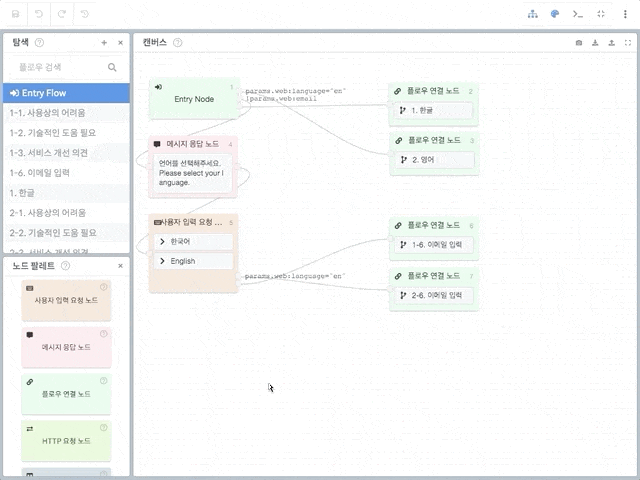 탐색
플로우 검색
Entry Flow
1-1. 사용상의 어려움
1-2. 기술적인 도움 필요
1-3. 서비스 개선 의견
1-6. 이메일 입력
1. 한글
2-1. 사용상의 어려움
2-2. 기술적인 도움 필요
2-3. 서비스 개선 의견
노드 팔레트
사용자 입력 요청 노드
메시지 응답 노드
플로우 연결 노드
HTTP 요청 노드
캔버스
1
Entry Node
params.web:language="en"
!params.web:email
플로우 연결 노드 2
1. 한글
플로우 연결 노드 3
2. 영어
메시지 응답 노드 4
언어를 선택해주세요.
Please select your l
anguage.
사용자 입력 요청 ... 5
한국어
English
params.web:language="en"
플로우 연결 노드 6
1-6. 이메일 입력
플로우 연결 노드 7
2-6. 이메일 입력